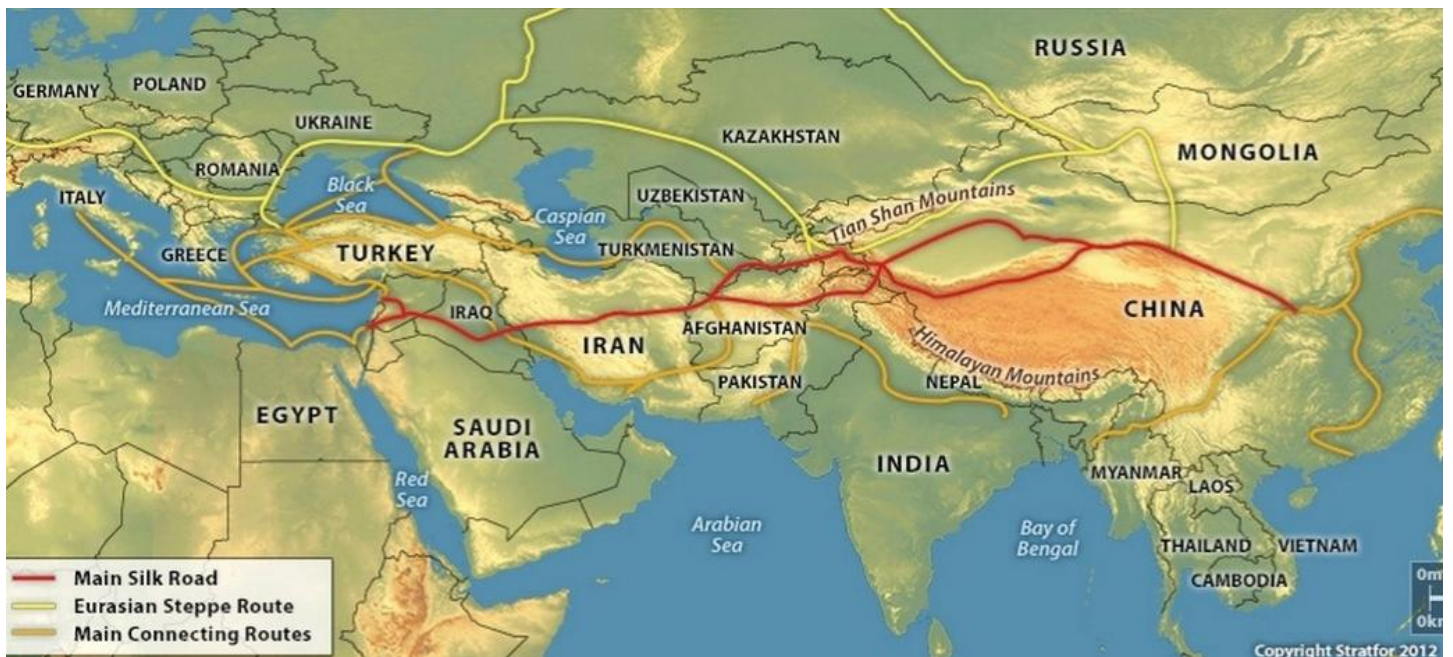 RUSSIA
GERMANY
POLAND
UKRAINE
KAZAKHSTAN
MONGOLIA
ROMANIA
ITALY
Black
Sea
UZBEKISTAN
Tian Shan Mountains
Caspian
Sea
GREECE
TURKEY
TURKMENISTAN
Mediterranean Sea
IRAQ
IRAN
AFGHANISTAN
CHINA
PAKISTAN
Himalayan Mountains
NEPAL
EGYPT
SAUDI
ARABIA
INDIA
MYANMAR
LAOS
Red
Sea
Arabian
Sea
Bay of
Bengal
THAILAND
VIETNAM
CAMBODIA
Main Silk Road
Eurasian Steppe Route
Main Connecting Routes
Copyright Stratfor 2012